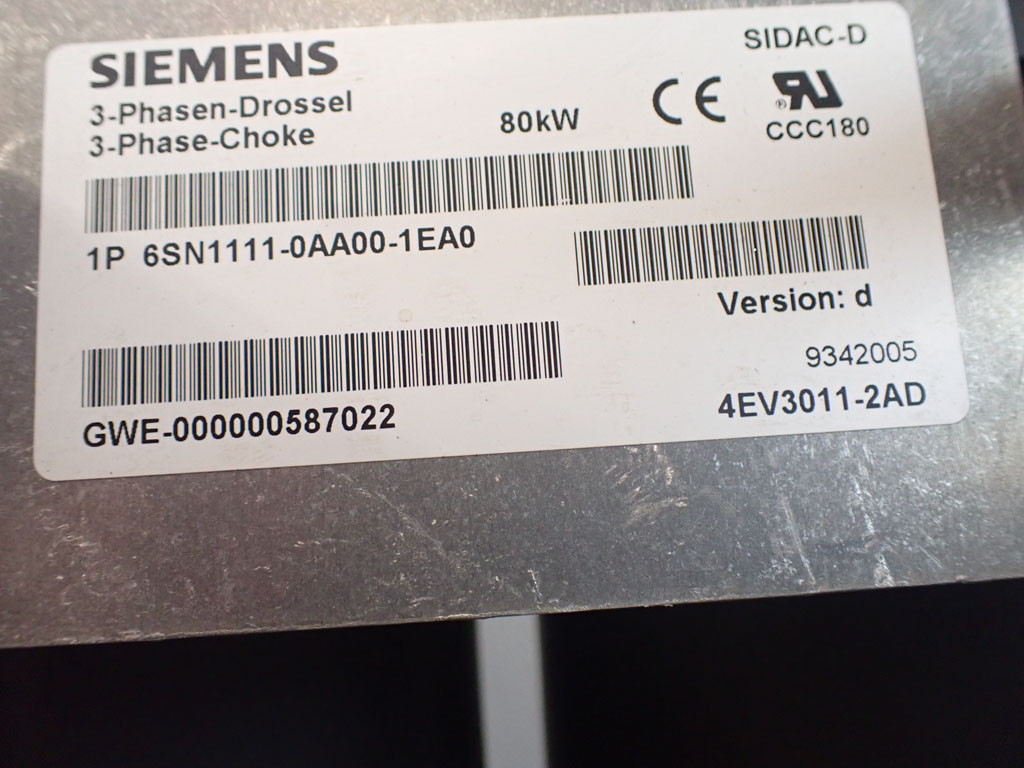 SIEMENS
SIDAC-D
3-Phasen-Drossel
3-Phase-Choke
80kW
CE
® RU
CCC180
1P 6SN1111-0AA00-1EA0
Version: d
9342005
GWE-000000587022
4EV3011-2AD